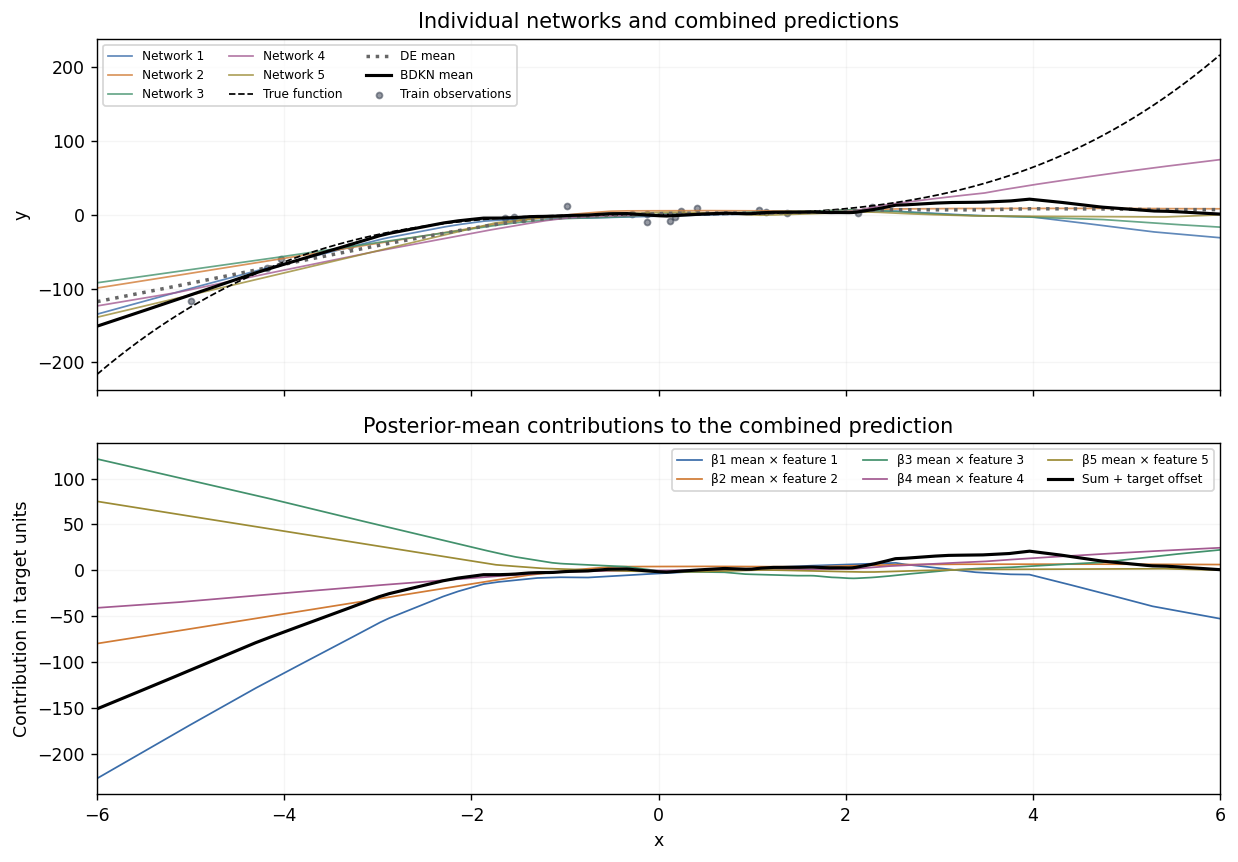 Individual networks and combined predictions
Network 1 Network 4 DE mean
Network 2 Network 5 BDKN mean
Network 3 True function Train observations
200
100
0
−100
−200
y
Posterior-mean contributions to the combined prediction
β1 mean × feature 1 β3 mean × feature 3 β5 mean × feature 5
β2 mean × feature 2 β4 mean × feature 4 Sum + target offset
100
50
0
−50
−100
−150
−200
Contribution in target units
−6 −4 −2 0 2 4 6
x